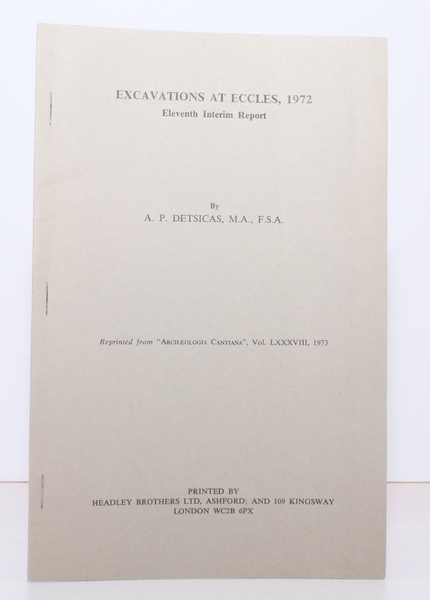 EXCAVATIONS AT ECCLES, 1972
Eleventh Interim Report
By
A. P. DETSICAS, M.A., F.S.A.
Reprinted from "ARCHÆOLOGIA CANTIANA", Vol. LXXXVIII, 1973
PRINTED BY
HEADLEY BROTHERS LTD, ASHFORD; AND 109 KINGSWAY
LONDON WC2B 6PX